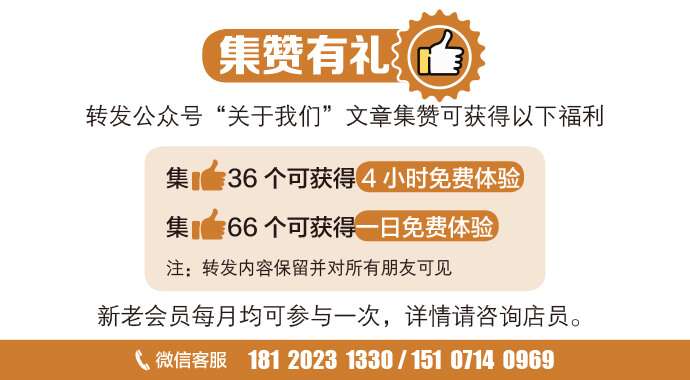 集赞有礼
转发公众号“关于我们”文章集赞可获得以下福利
集36个可获得4小时免费体验
集66个可获得一日免费体验
注：转发内容保留并对所有朋友可见
新老会员每月均可参与一次，详情请咨询店员。
微信客服 181 2023 1330 / 151 0714 0969